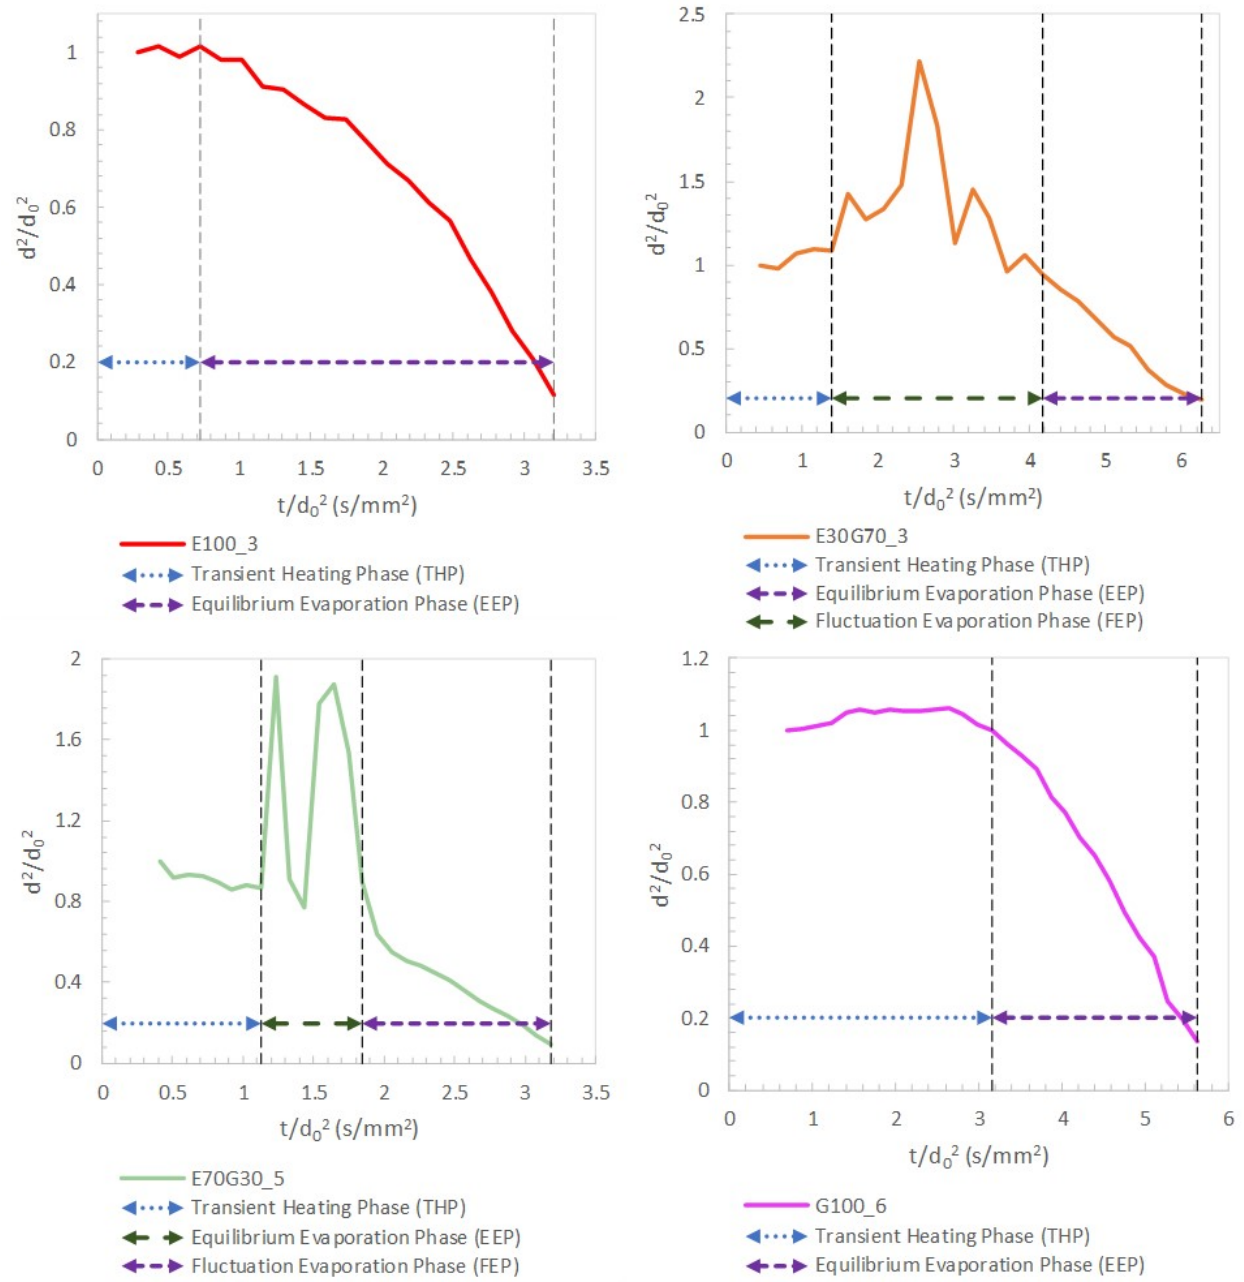 1
0.8
0.6
0.4
0.2
0
d²/d₀²
0 0.5 1 1.5 2 2.5 3 3.5
t/d₀² (s/mm²)
E100_3
Transient Heating Phase (THP)
Equilibrium Evaporation Phase (EEP)
2.5
2
1.5
1
0.5
0
d²/d₀²
0 1 2 3 4 5 6
t/d₀² (s/mm²)
E30G70_3
Transient Heating Phase (THP)
Equilibrium Evaporation Phase (EEP)
Fluctuation Evaporation Phase (FEP)
2
1.6
1.2
0.8
0.4
0
d²/d₀²
0 0.5 1 1.5 2 2.5 3 3.5
t/d₀² (s/mm²)
E70G30_5
Transient Heating Phase (THP)
Equilibrium Evaporation Phase (EEP)
Fluctuation Evaporation Phase (FEP)
1.2
1
0.8
0.6
0.4
0.2
0
d²/d₀²
0 1 2 3 4 5 6
t/d₀² (s/mm²)
G100_6
Transient Heating Phase (THP)
Equilibrium Evaporation Phase (EEP)